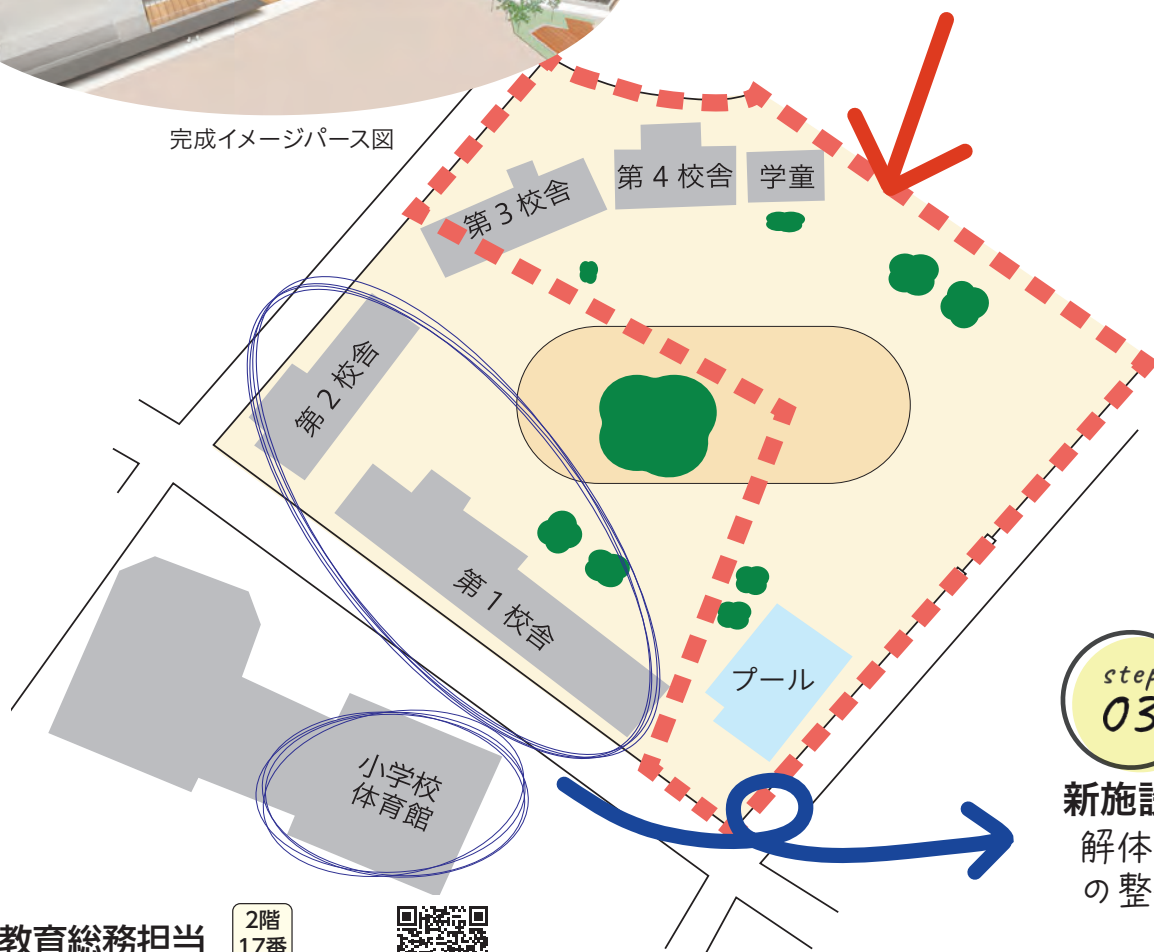 完成イメージパース図
第4校舎
学童
第3校舎
第2校舎
第1校舎
プール
小学校
体育館
step
03
新施設
解体
の整
教育総務担当
2階
17番